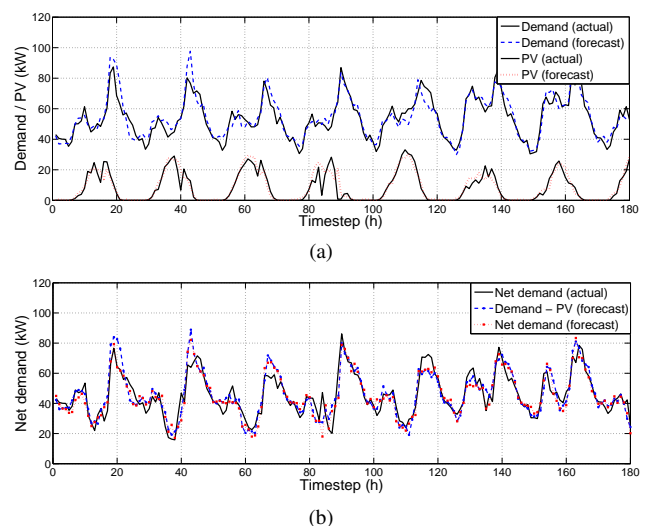 Demand (actual)
Demand (forecast)
PV (actual)
PV (forecast)
Demand / PV (kW)
120
100
80
60
40
20
0
0 20 40 60 80 100 120 140 160 180
Timestep (h)
(a)
Net demand (actual)
Demand − PV (forecast)
Net demand (forecast)
Net demand (kW)
120
100
80
60
40
20
0
0 20 40 60 80 100 120 140 160 180
Timestep (h)
(b)